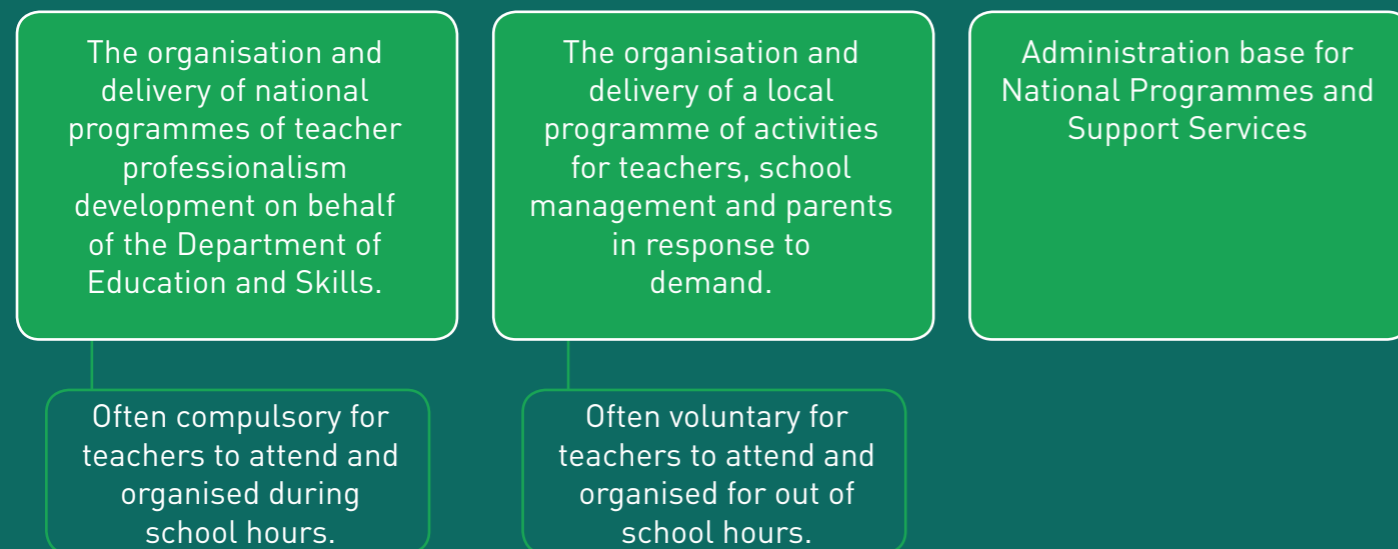 The organisation and
delivery of national
programmes of teacher
professionalism
development on behalf
of the Department of
Education and Skills.
Often compulsory for
teachers to attend and
organised during
school hours.
The organisation and
delivery of a local
programme of activities
for teachers, school
management and parents
in response to
demand.
Often voluntary for
teachers to attend and
organised for out of
school hours.
Administration base for
National Programmes and
Support Services